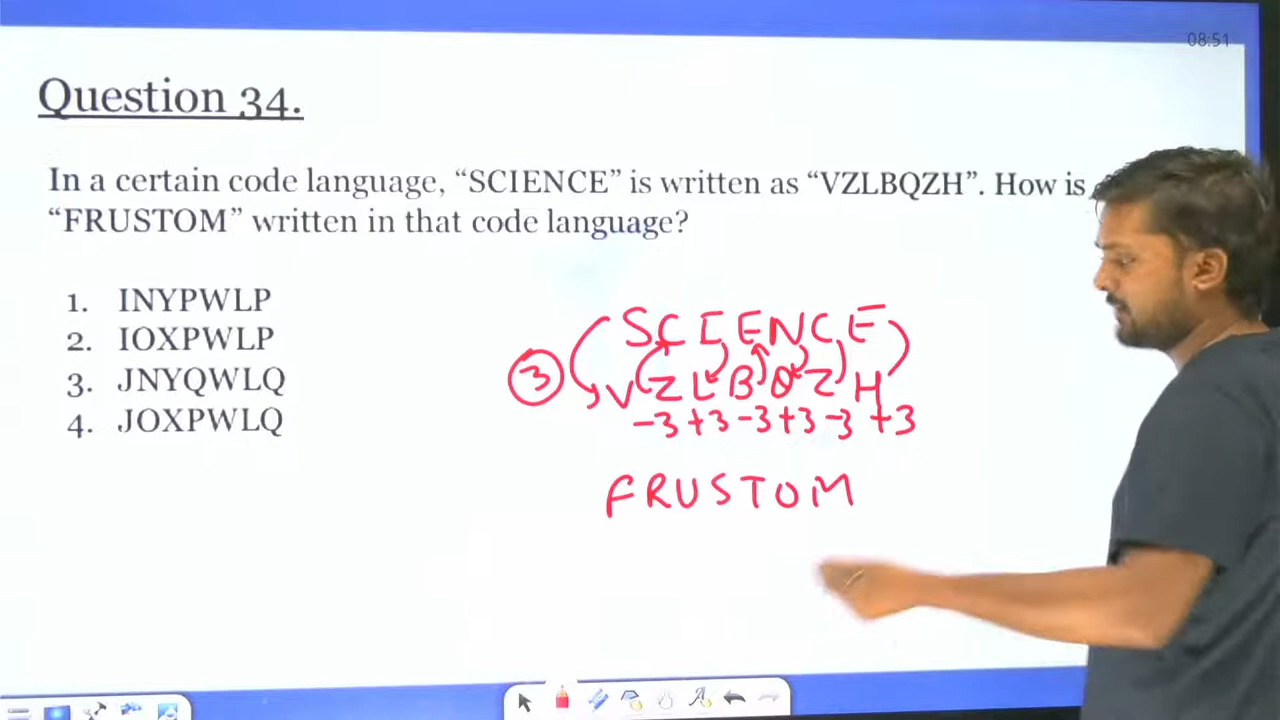 08:51
Question 34.
In a certain code language, “SCIENCE” is written as “VZLBQZH”. How is
“FRUSTOM” written in that code language?
1. INYPWLP
2. IOXPWLP
3. JNYQWLQ
4. JOXPWLQ
SCIENCE
3 VZLBQZH
-3 +3 -3 +3 -3 +3
FRUSTOM